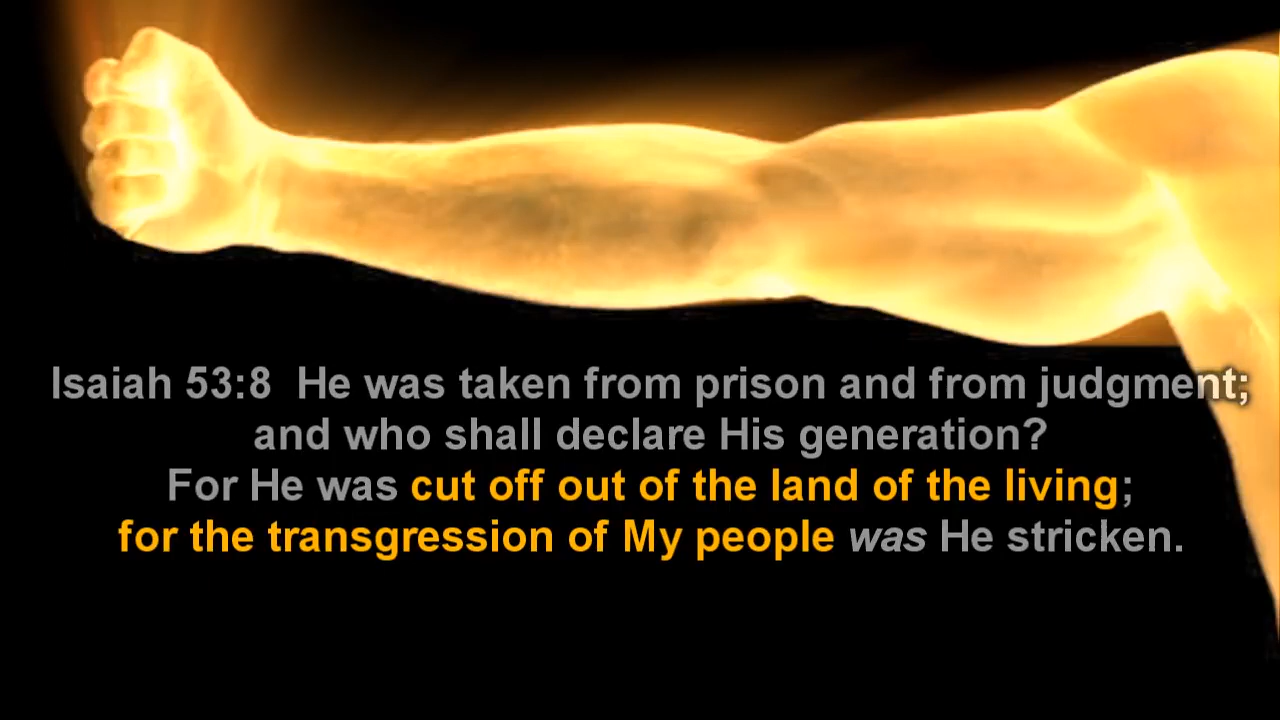 Isaiah 53:8  He was taken from prison and from judgment;
and who shall declare His generation?
For He was cut off out of the land of the living;
for the transgression of My people was He stricken.